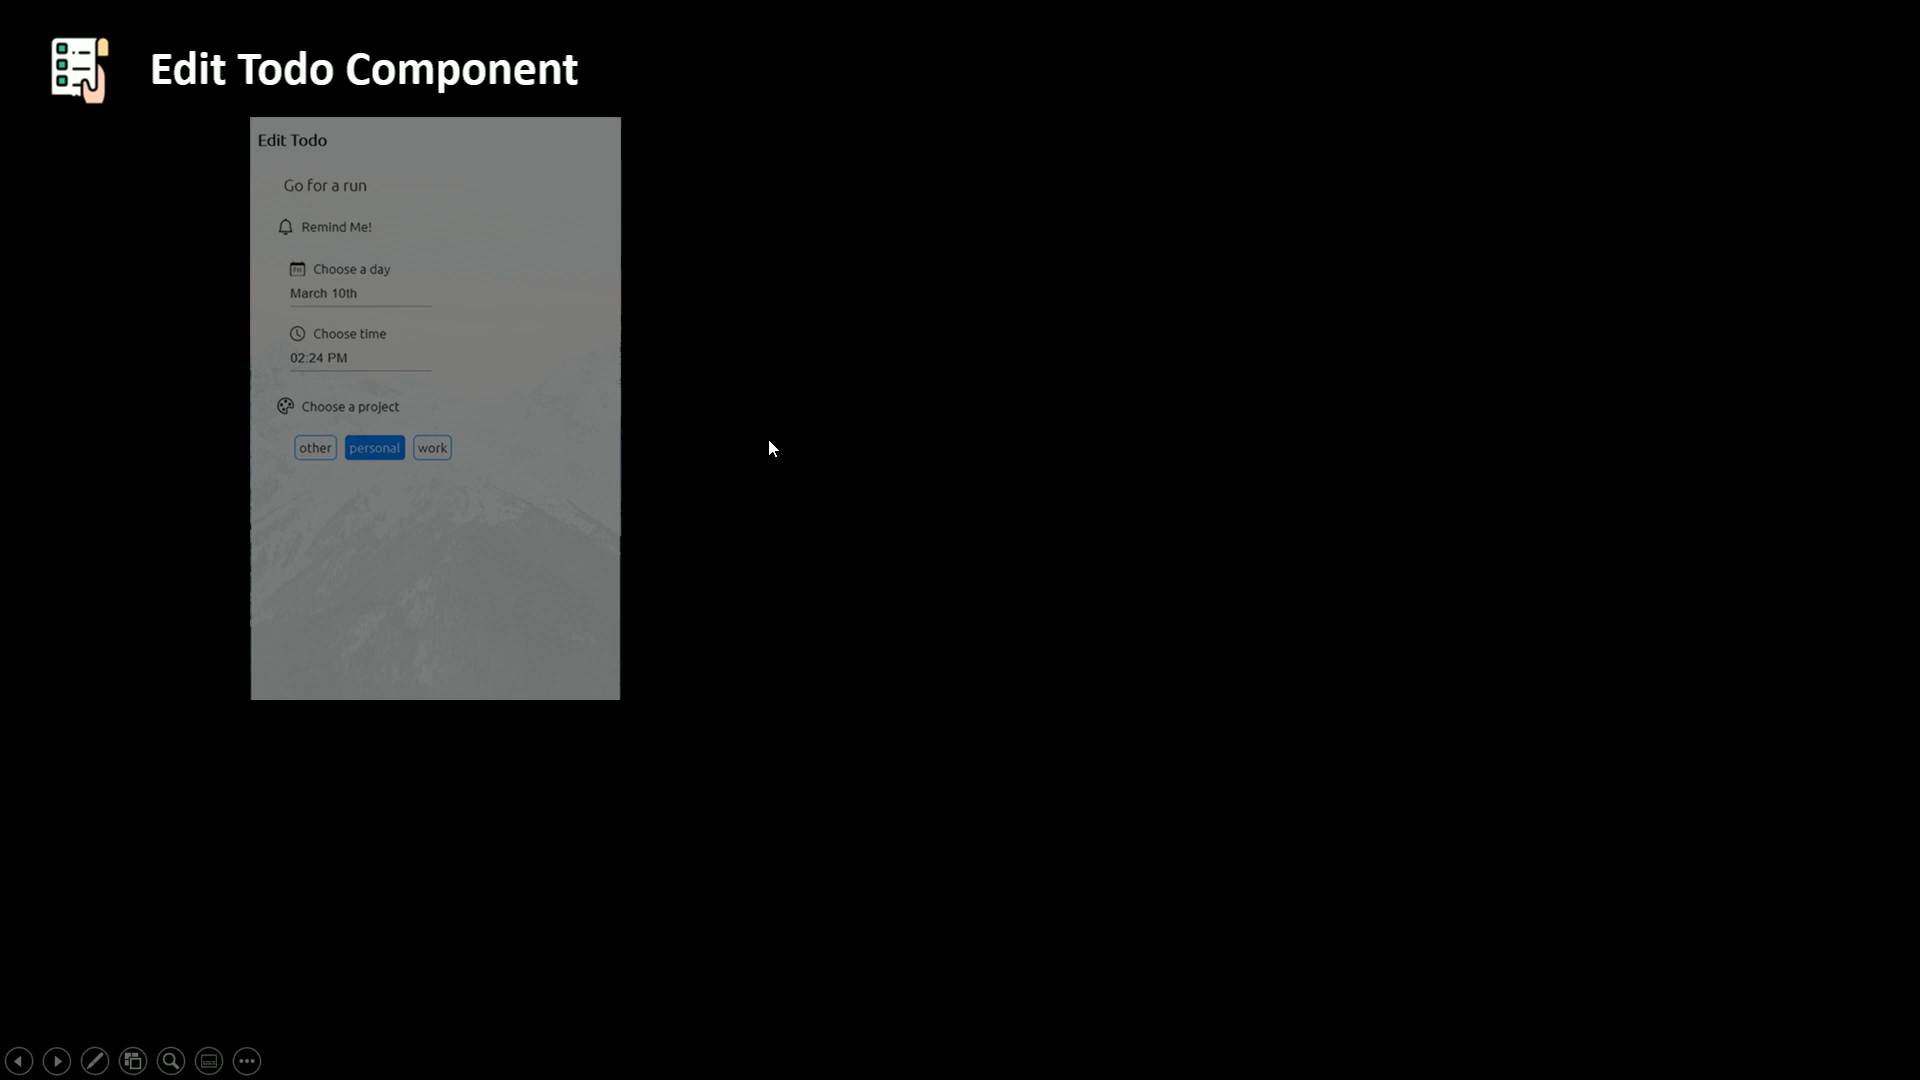 Edit Todo Component
Edit Todo
Go for a run
Remind Me!
Choose a day
March 10th
Choose time
02:24 PM
Choose a project
other personal work